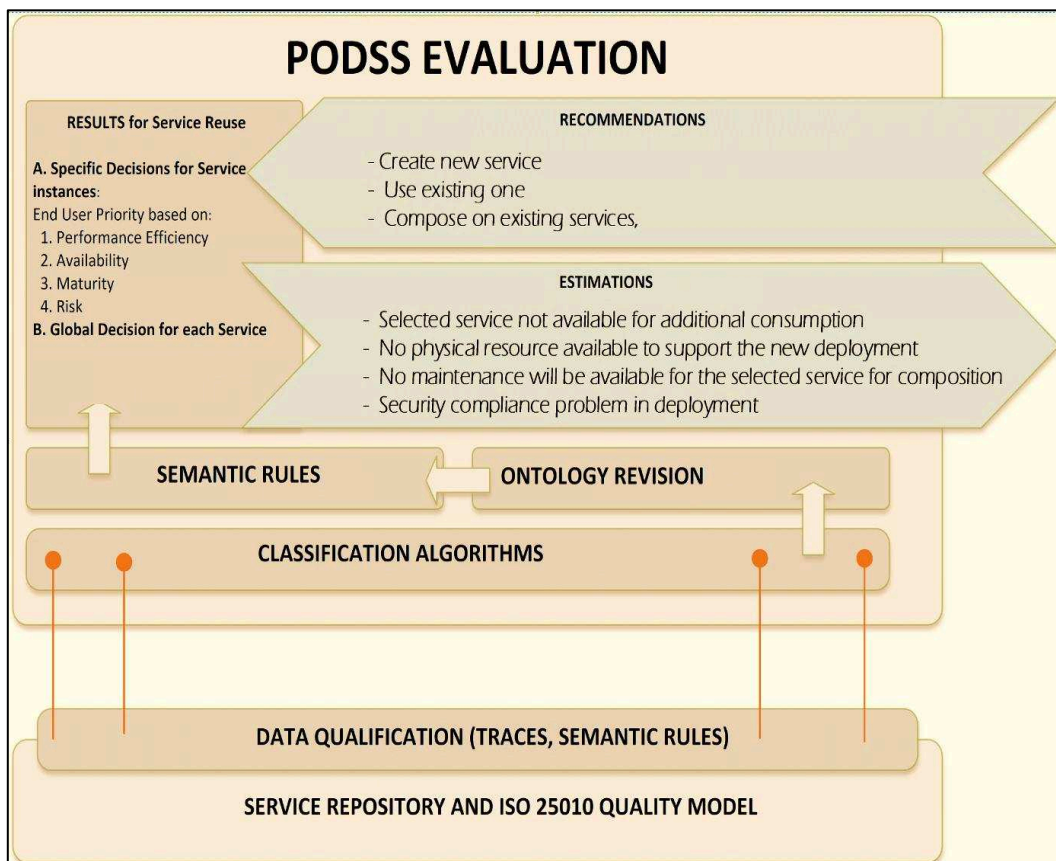 PODSS EVALUATION
RESULTS for Service Reuse
A. Specific Decisions for Service
instances:
End User Priority based on:
1. Performance Efficiency
2. Availability
3. Maturity
4. Risk
B. Global Decision for each Service
RECOMMENDATIONS
- Create new service
- Use existing one
- Compose on existing services,
ESTIMATIONS
- Selected service not available for additional consumption
- No physical resource available to support the new deployment
- No maintenance will be available for the selected service for composition
- Security compliance problem in deployment
SEMANTIC RULES
ONTOLOGY REVISION
CLASSIFICATION ALGORITHMS
DATA QUALIFICATION (TRACES, SEMANTIC RULES)
SERVICE REPOSITORY AND ISO 25010 QUALITY MODEL